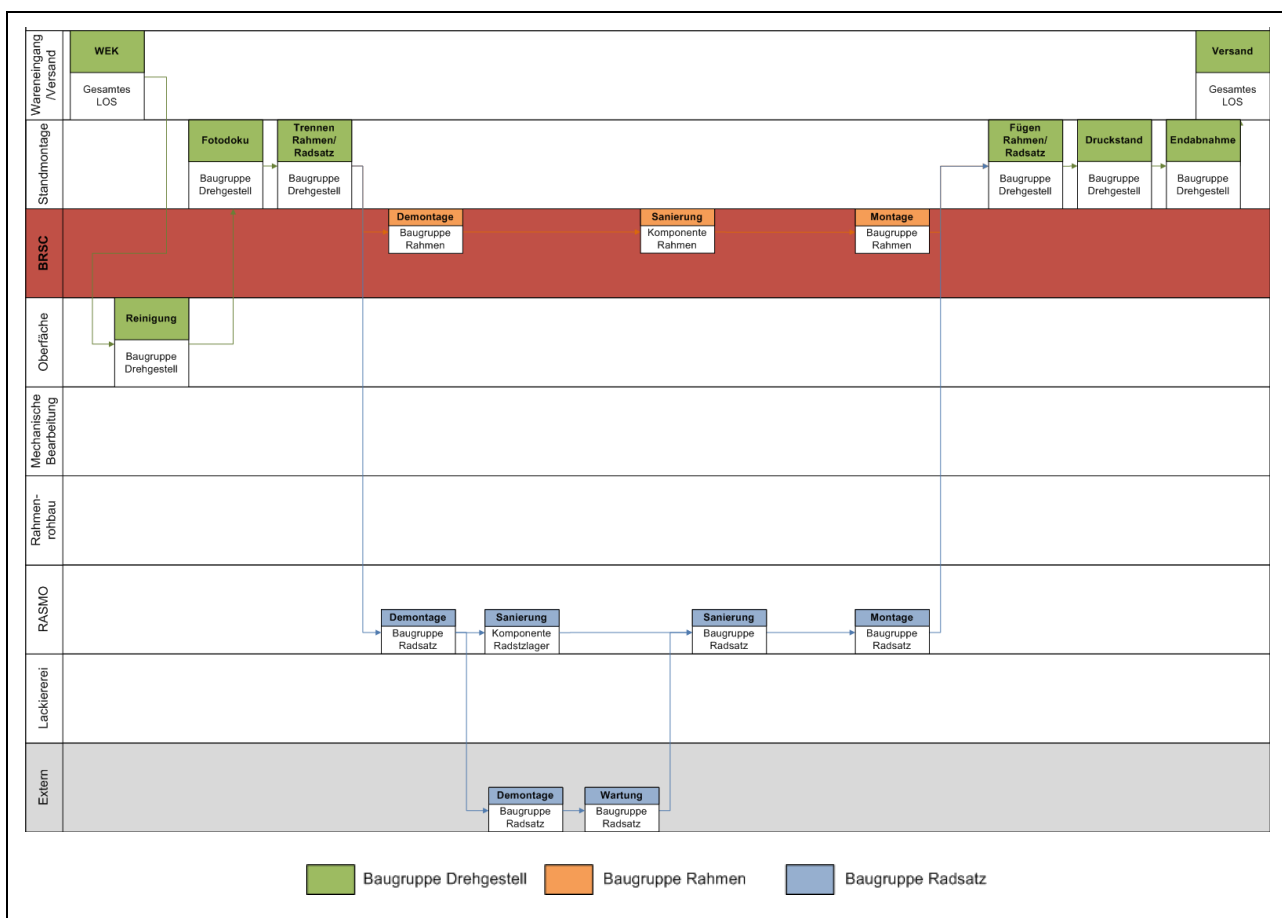 Wareneingang
/Versand
WEK
Gesamtes
LOS
Versand
Gesamtes
LOS
Standmontage
Fotodoku
Baugruppe
Drehgestell
Trennen
Rahmen/
Radsatz
Baugruppe
Drehgestell
Fügen
Rahmen/
Radsatz
Baugruppe
Drehgestell
Druckstand
Baugruppe
Drehgestell
Endabnahme
Baugruppe
Drehgestell
BRSC
Demontage
Baugruppe
Rahmen
Sanierung
Komponente
Rahmen
Montage
Baugruppe
Rahmen
Oberfäche
Reinigung
Baugruppe
Drehgestell
Mechanische
Bearbeitung
Rahmen-
rohbau
RASMO
Demontage
Baugruppe
Radsatz
Sanierung
Komponente
Radstzlager
Sanierung
Baugruppe
Radsatz
Montage
Baugruppe
Radsatz
Lackiererei
Extern
Demontage
Baugruppe
Radsatz
Wartung
Baugruppe
Radsatz
Baugruppe Drehgestell
Baugruppe Rahmen
Baugruppe Radsatz